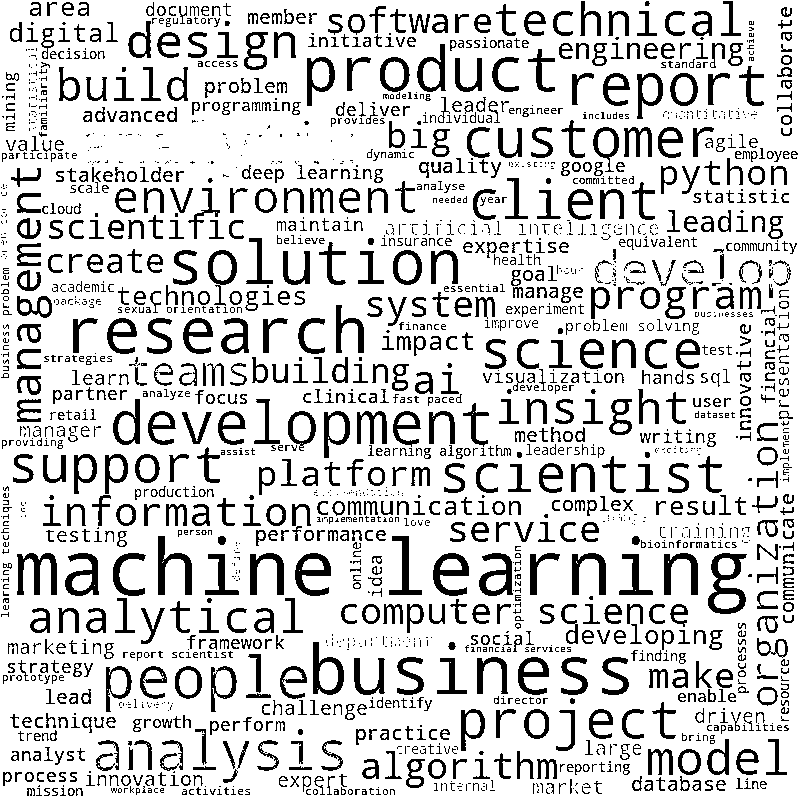 area document regulatory member software technical
digital decision design initiative passionate engineering achieve
access collaborate
build problem product report standard
mining familiarity programming modeling leader engineer
advanced deliver individual includes quantitative
provides
value big customer agile
participate dynamic employee
stakeholder deep learning quality existing google python
scale environment analyse committed client statistic
cloud needed year
management scientific maintain artificial intelligence leading
believe insurance expertise equivalent community
create solution health goal hour develop
academic technologies essential manage program
package sexual orientation system experiment businesses
research finance improve problem solving
impact science test
strategies
learn teams building ai visualization hands sql
partner analyze focus clinical fast paced developer insight user
retail development dataset
manager method writing
providing assist serve learning algorithm leadership exciting
support platform scientist
production
information communication complex result
implementation love
testing person performance service training
bioinformatics
machine learning
define online idea optimization
analytical computer science
marketing framework department social developing
report scientist financial services finding
strategy people business make
prototype
lead delivery challenge identify director enable
technique growth perform practice project driven
capabilities
trend analysis creative bring
analyst algorithm large model
process innovation expert reporting
mission workplace activities collaboration internal market database line
business problem
learning techniques
innovative
financial
presentation
implement
organization
communicate
processes
resource